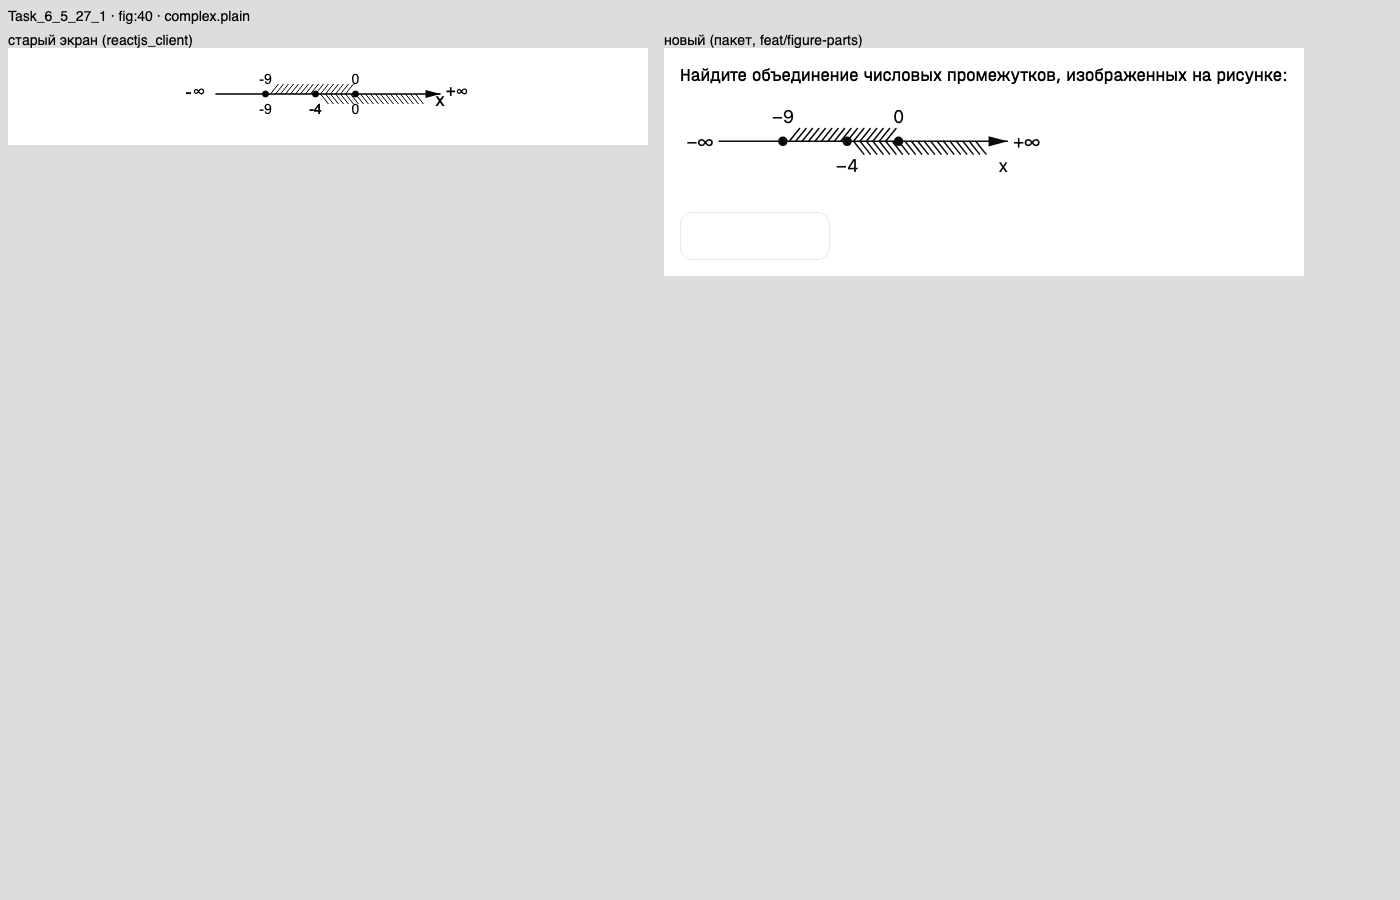 Task_6_5_27_1 · fig:40 · complex.plain
старый экран (reactjs_client)
-9 0
-∞ +∞
x
-9 -4 0
новый (пакет, feat/figure-parts)
Найдите объединение числовых промежутков, изображенных на рисунке:
−9 0
−∞ +∞
−4 x